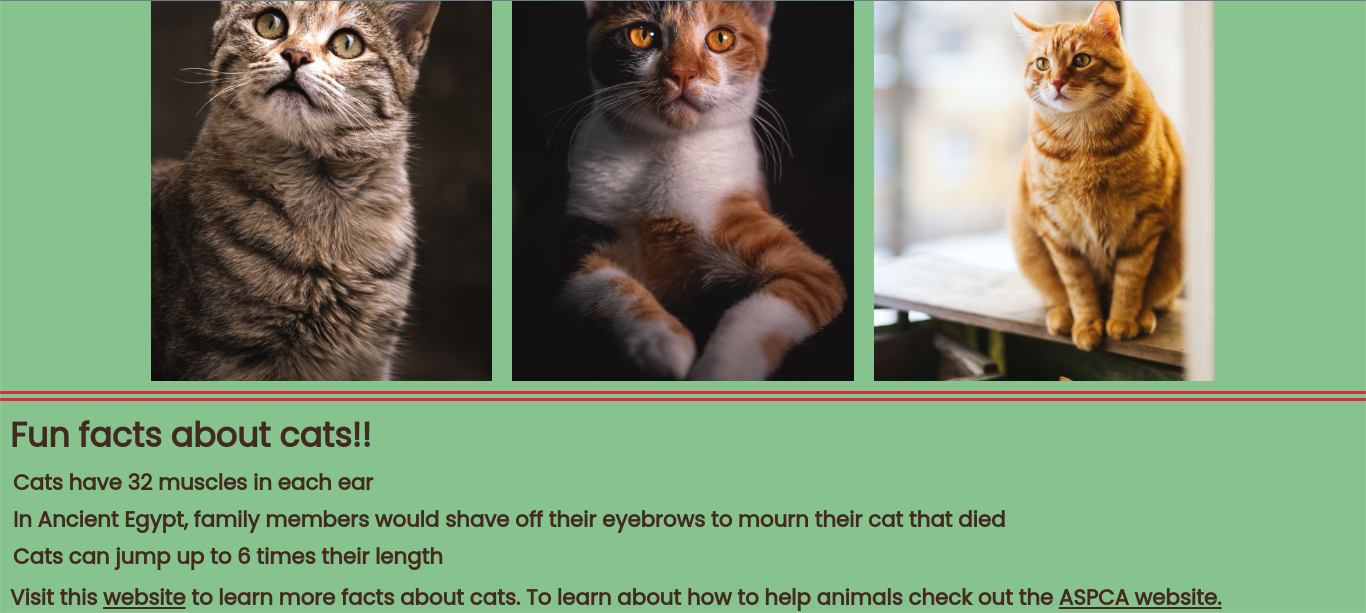 Fun facts about cats!!
Cats have 32 muscles in each ear
In Ancient Egypt, family members would shave off their eyebrows to mourn their cat that died
Cats can jump up to 6 times their length
Visit this website to learn more facts about cats. To learn about how to help animals check out the ASPCA website.